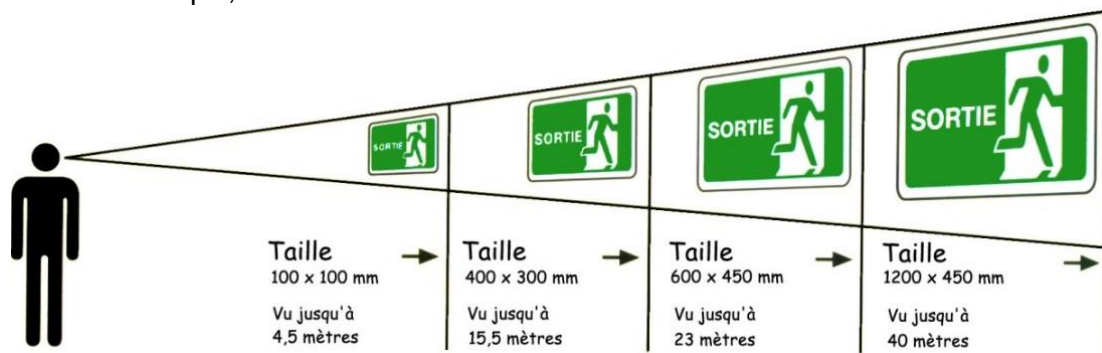 SORTIE
SORTIE
SORTIE
SORTIE
Taille
100 x 100 mm
Vu jusqu'à
4,5 mètres
Taille
400 x 300 mm
Vu jusqu'à
15,5 mètres
Taille
600 x 450 mm
Vu jusqu'à
23 mètres
Taille
1200 x 450 mm
Vu jusqu'à
40 mètres